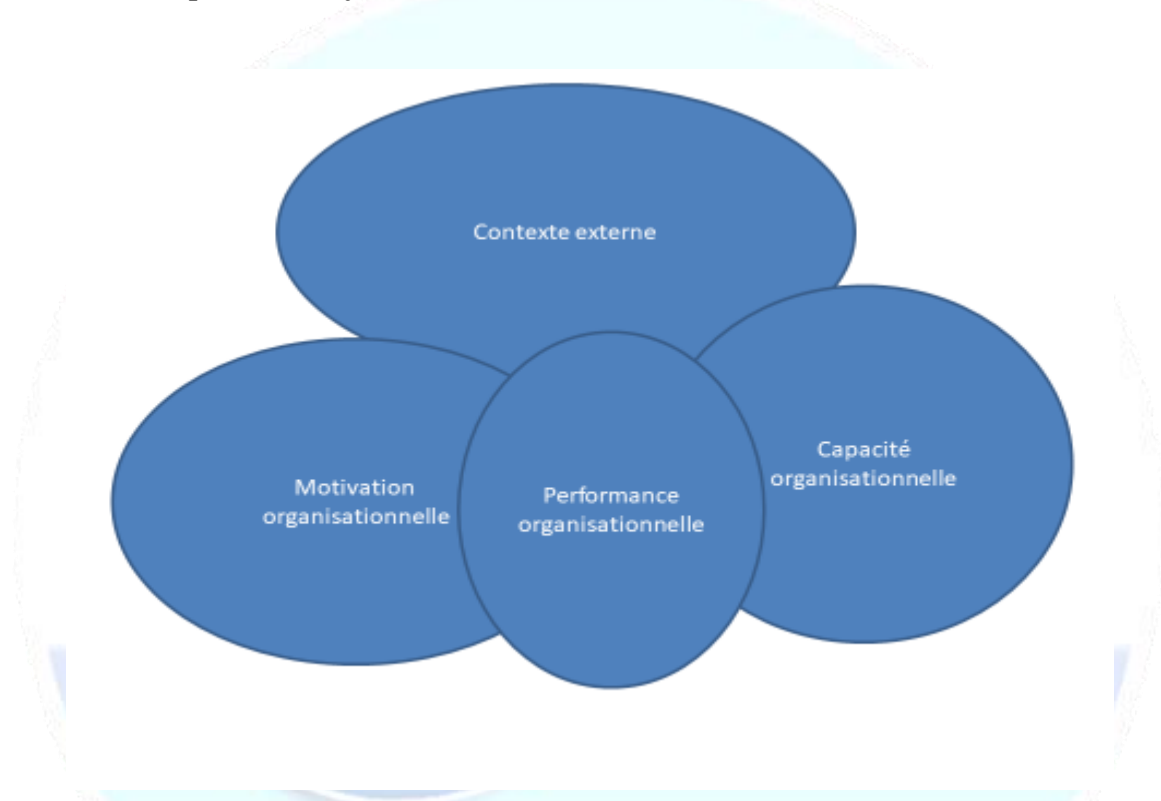 Contexte externe
Capacité
organisationnelle
Motivation
organisationnelle
Performance
organisationnelle